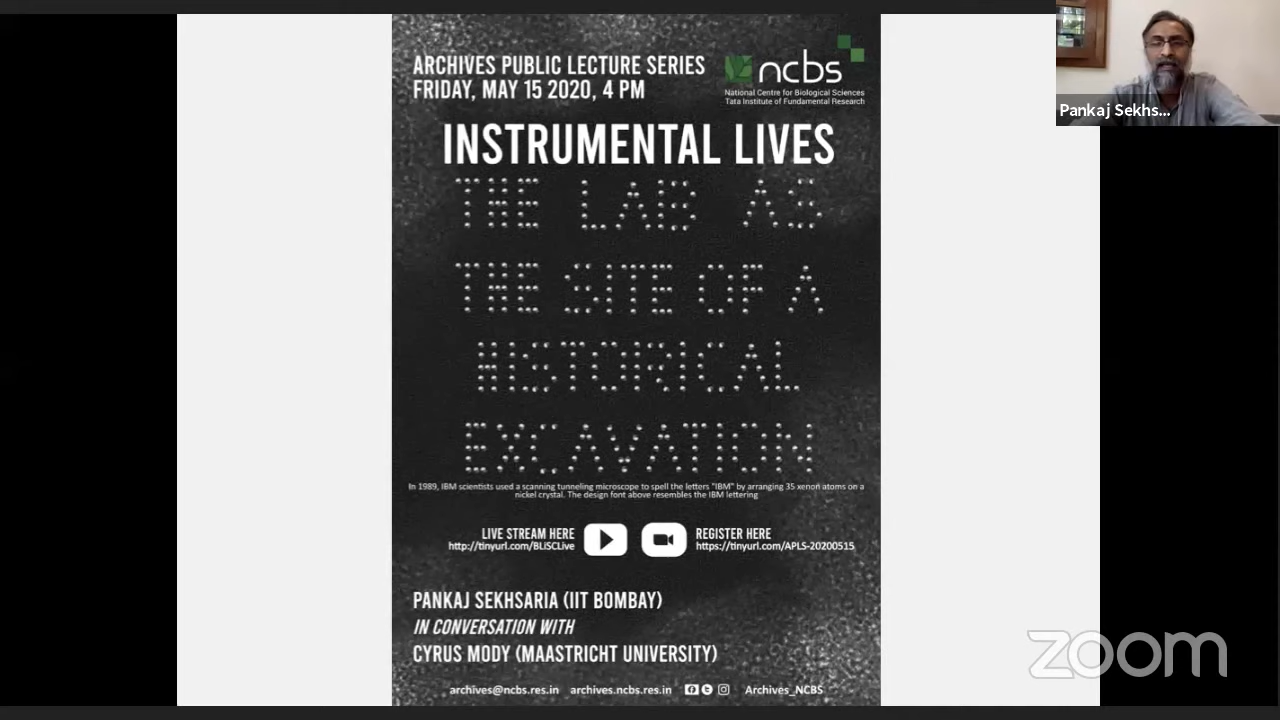 ARCHIVES PUBLIC LECTURE SERIES
FRIDAY, MAY 15 2020, 4 PM
ncbs
National Centre for Biological Sciences
Tata Institute of Fundamental Research
Pankaj Sekhs...
INSTRUMENTAL LIVES
THE LAB AS
THE SITE OF A
HISTORICAL
EXCAVATION
In 1989, IBM scientists used a scanning tunneling microscope to spell the letters "IBM" by arranging 35 xenon atoms on a
nickel crystal. The design font above resembles the IBM lettering
LIVE STREAM HERE
http://tinyurl.com/BLiSCLive
REGISTER HERE
https://tinyurl.com/APLS-20200515
PANKAJ SEKHSARIA (IIT BOMBAY)
IN CONVERSATION WITH
CYRUS MODY (MAASTRICHT UNIVERSITY)
archives@ncbs.res.in archives.ncbs.res.in Archives_NCBS
zoom